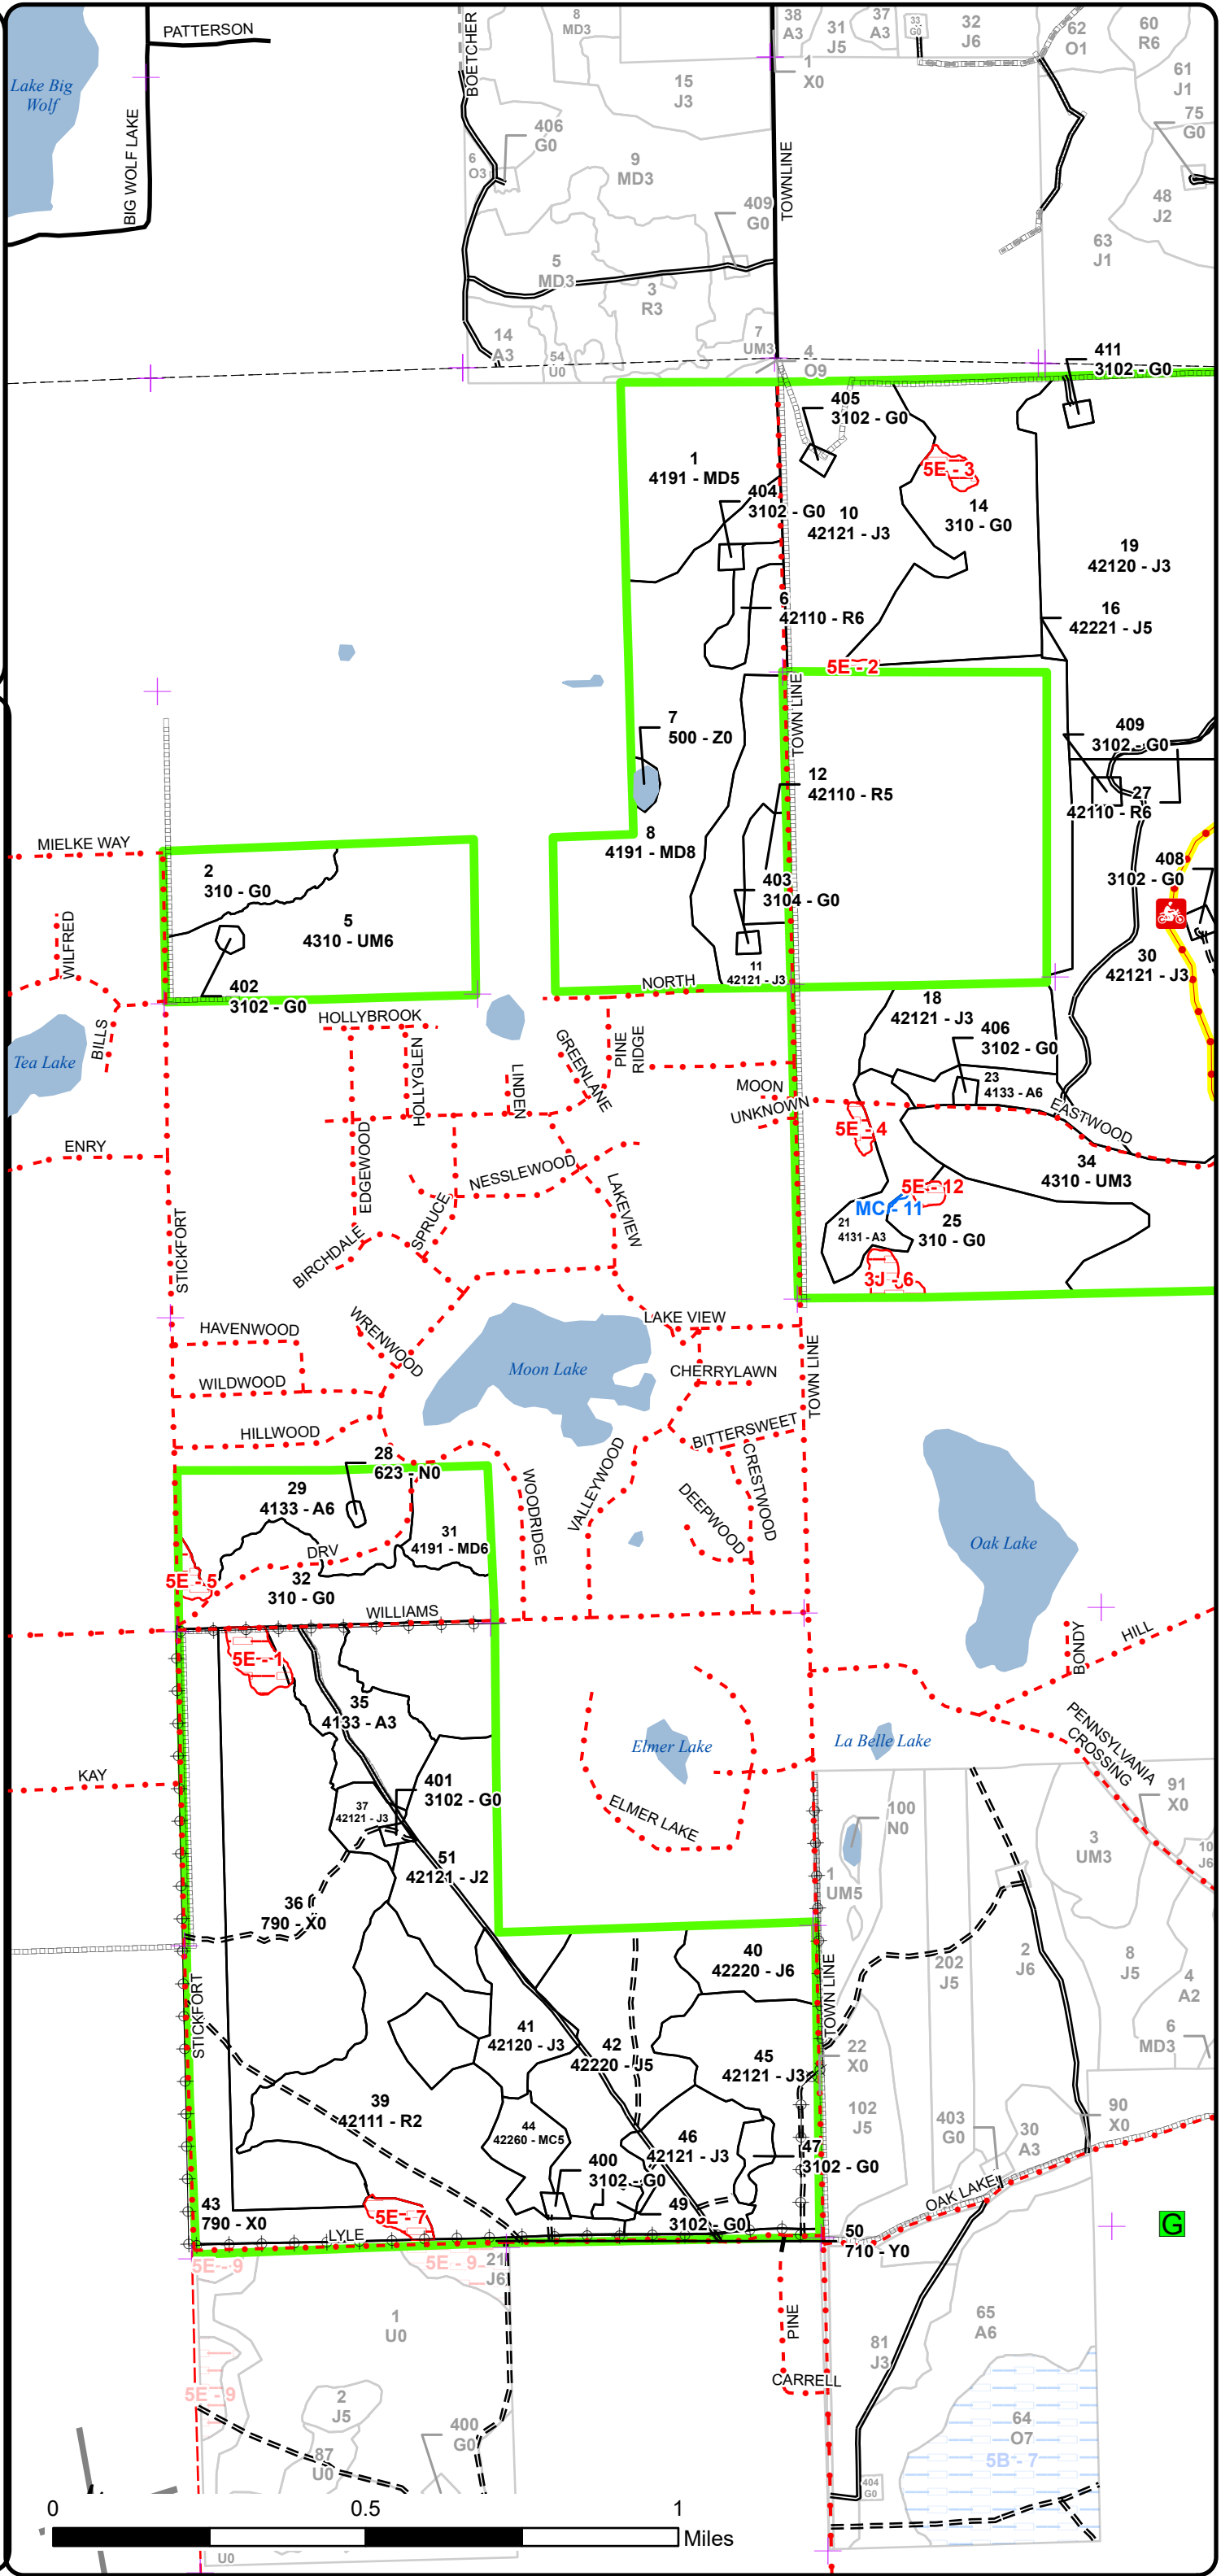 PATTERSON
BOETCHER
8
MD3
38
A3
31
J5
37
A3
33
G0
32
J6
62
O1
60
R6
Lake Big
Wolf
BIG WOLF LAKE
15
J3
1
X0
61
J1
75
G0
406
G0
6
O3
9
MD3
TOWNLINE
48
J2
409
G0
63
J1
5
MD3
3
R3
14
A3
54
U0
7
UM3
4
O9
411
3102 - G0
405
3102 - G0
1
4191 - MD5
5E - 3
404
3102 - G0
10
42121 - J3
14
310 - G0
19
42120 - J3
6
42110 - R6
16
42221 - J5
5E - 2
7
500 - Z0
TOWN LINE
409
3102 - G0
12
42110 - R5
27
42110 - R6
8
4191 - MD8
MIELKE WAY
2
310 - G0
408
3102 - G0
403
3104 - G0
5
4310 - UM6
WILFRED
30
42121 - J3
11
42121 - J3
402
3102 - G0
NORTH
18
42121 - J3
HOLLYBROOK
406
3102 - G0
BILLS
Tea Lake
HOLLYGLEN
GREENLANE
PINE
RIDGE
LINDEN
MOON
23
4133 - A6
UNKNOWN
EASTWOOD
5E - 4
ENRY
EDGEWOOD
NESSLEWOOD
34
4310 - UM3
5E - 12
MC - 11
LAKEVIEW
SPRUCE
21
4131 - A3
25
310 - G0
STICKFORT
BIRCHDALE
3J - 6
HAVENWOOD
WRENWOOD
LAKE VIEW
Moon Lake
CHERRYLAWN
TOWN LINE
WILDWOOD
HILLWOOD
BITTERSWEET
28
623 - N0
29
4133 - A6
WOODRIDGE
VALLEYWOOD
CRESTWOOD
DEEPWOOD
31
4191 - MD6
Oak Lake
DRV
5E - 5
32
310 - G0
WILLIAMS
BONDY
HILL
5E - 1
35
4133 - A3
Elmer Lake
La Belle Lake
PENNSYLVANIA
CROSSING
KAY
401
3102 - G0
91
X0
37
42121 - J3
ELMER LAKE
100
N0
3
UM3
10
J6
51
42121 - J2
1
UM5
36
790 - X0
40
42220 - J6
202
J5
2
J6
8
J5
STICKFORT
TOWN LINE
4
A2
41
42120 - J3
42
42220 - J5
45
42121 - J3
22
X0
6
MD3
39
42111 - R2
102
J5
403
G0
30
A3
90
X0
44
42260 - MC5
46
42121 - J3
47
3102 - G0
400
3102 - G0
OAK LAKE
43
790 - X0
5E - 7
49
3102 - G0
LYLE
50
710 - Y0
G
5E - 9
5E - 9
21
J6
1
U0
PINE
65
A6
81
J3
CARRELL
5E - 9
2
J5
64
O7
400
G0
87
U0
5B - 7
404
G0
0
0.5
1
Miles
U0